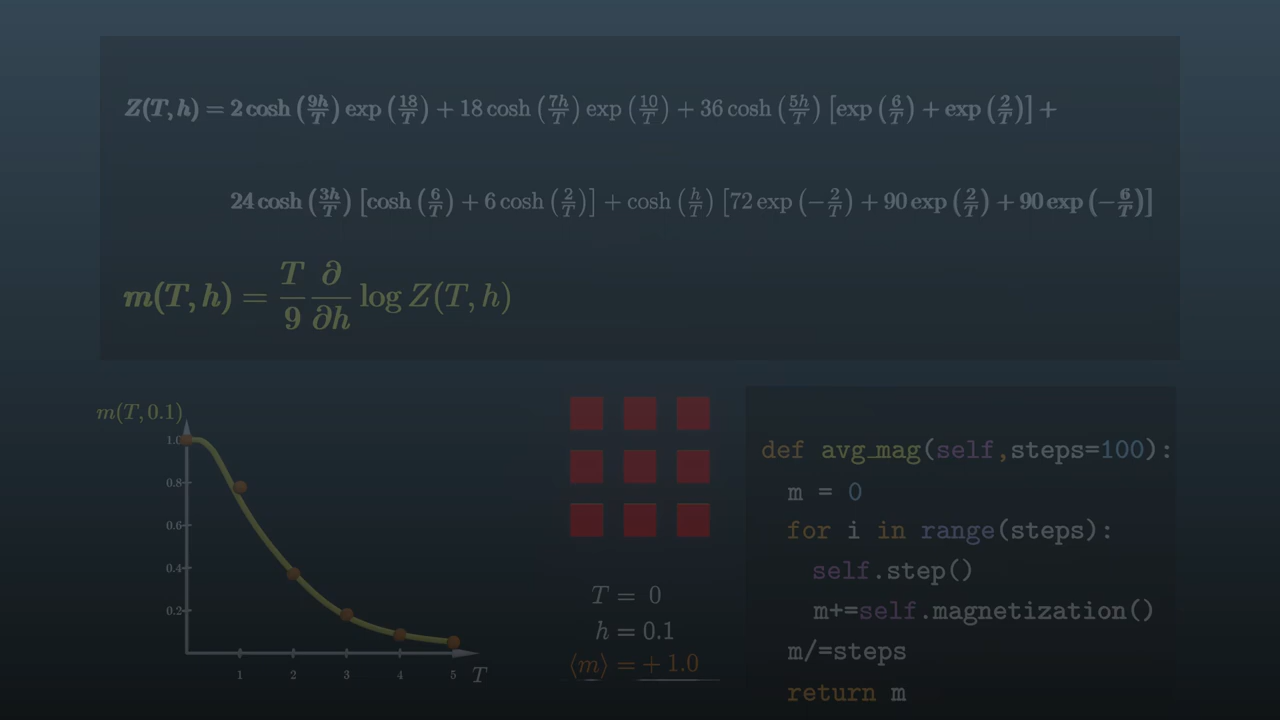 Z(T, h) = 2 cosh (9h/T) exp (18/T) + 18 cosh (7h/T) exp (10/T) + 36 cosh (5h/T) [exp (6/T) + exp (2/T)] +
24 cosh (3h/T) [cosh (6/T) + 6 cosh (2/T)] + cosh (h/T) [72 exp (−2/T) + 90 exp (2/T) + 90 exp (−6/T)]
m(T, h) = T/9 ∂/∂h log Z(T, h)
m(T, 0.1)
1.0
0.8
0.6
0.4
0.2
1 2 3 4 5 T
T = 0
h = 0.1
⟨m⟩ = + 1.0
def avg_mag(self,steps=100):
m = 0
for i in range(steps):
self.step()
m+=self.magnetization()
m/=steps
return m